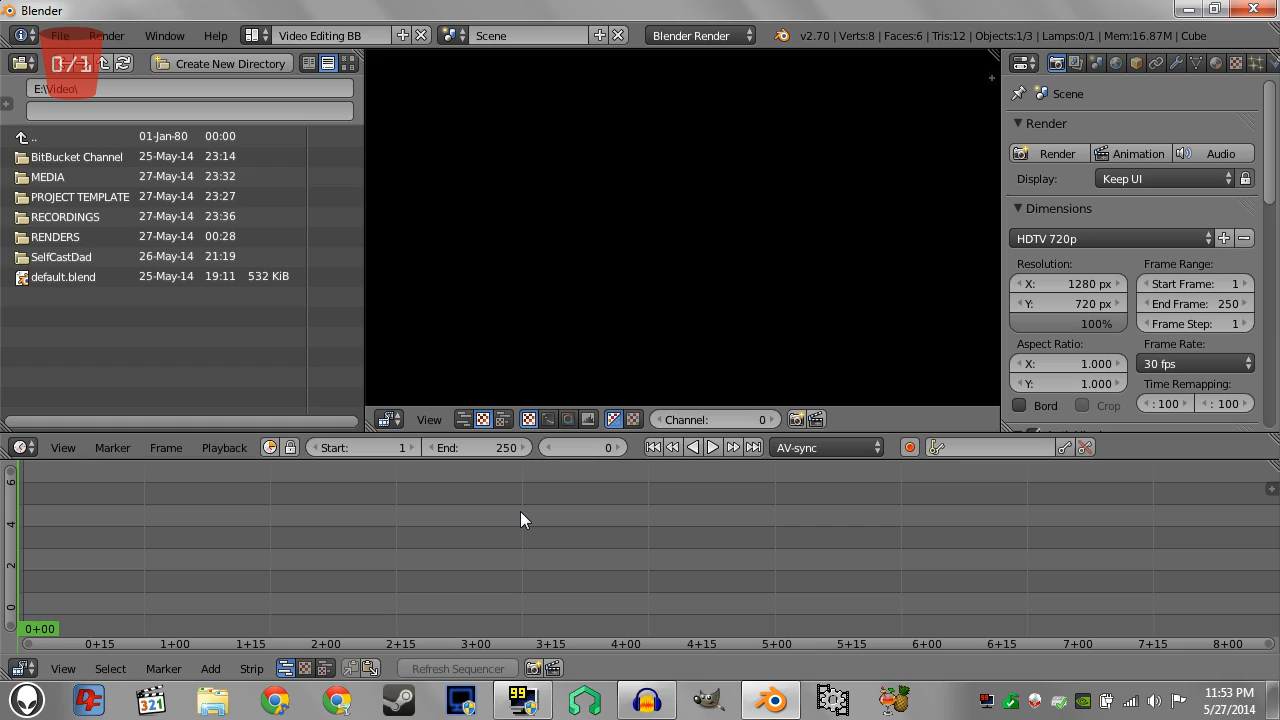 Blender
File Render Window Help Video Editing BB Scene Blender Render v2.70 | Verts:8 | Faces:6 | Tris:12 | Objects:1/3 | Lamps:0/1 | Mem:16.87M | Cube
0/1 Create New Directory
E:\Video\
.. 01-Jan-80 00:00
BitBucket Channel 25-May-14 23:14
MEDIA 27-May-14 23:32
PROJECT TEMPLATE 27-May-14 23:27
RECORDINGS 27-May-14 23:36
RENDERS 27-May-14 00:28
SelfCastDad 26-May-14 21:19
default.blend 25-May-14 19:11 532 KiB
View Channel: 0
Scene
Render
Render Animation Audio
Display: Keep UI
Dimensions
HDTV 720p
Resolution: Frame Range:
X: 1280 px Start Frame: 1
Y: 720 px End Frame: 250
100% Frame Step: 1
Aspect Ratio: Frame Rate:
X: 1.000 30 fps
Y: 1.000 Time Remapping:
Bord Crop : 100 : 100
View Marker Frame Playback Start: 1 End: 250 0 AV-sync
6
4
2
0
0+00
0+15 1+00 1+15 2+00 2+15 3+00 3+15 4+00 4+15 5+00 5+15 6+00 6+15 7+00 7+15 8+00
View Select Marker Add Strip Refresh Sequencer
321 99
11:53 PM
5/27/2014